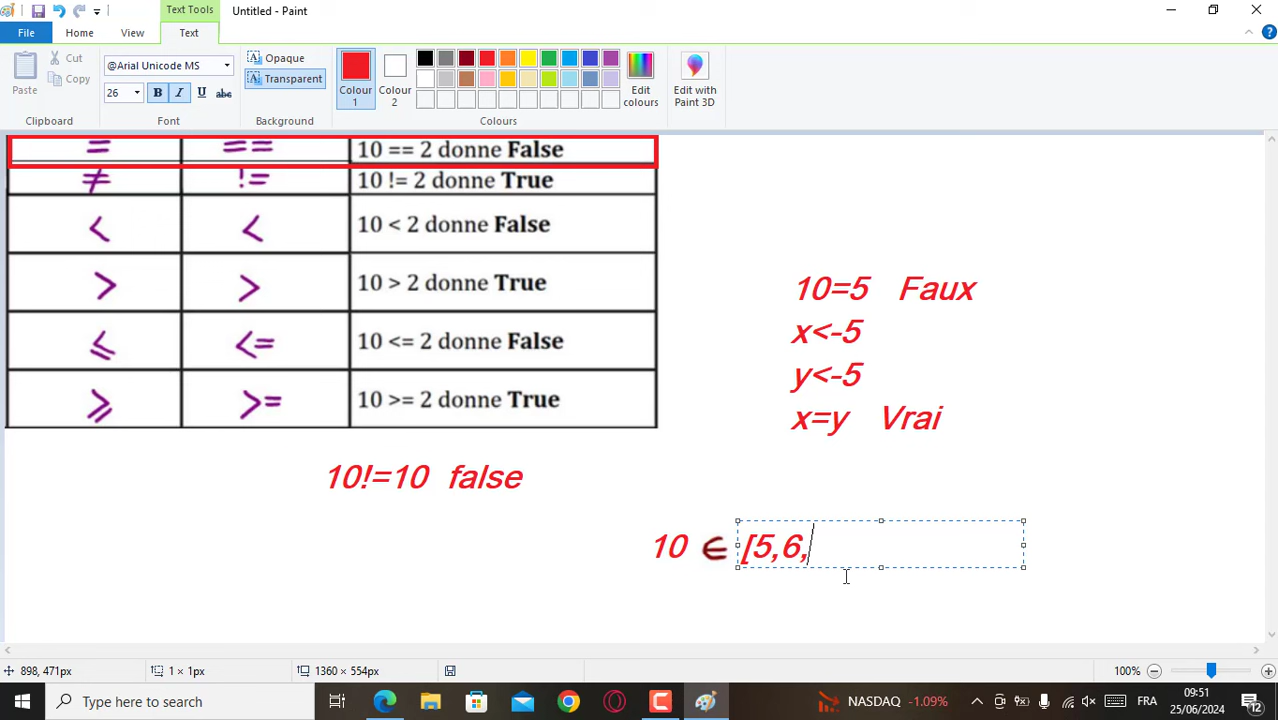 Text Tools
Untitled - Paint
File
Home
View
Text
Paste
Cut
Copy
Clipboard
@Arial Unicode MS
26
B I U abc
Font
Opaque
Transparent
Background
Colour 1
Colour 2
Edit colours
Colours
Edit with Paint 3D
= == 10 == 2 donne False
≠ != 10 != 2 donne True
< < 10 < 2 donne False
> > 10 > 2 donne True
≤ <= 10 <= 2 donne False
≥ >= 10 >= 2 donne True
10=5 Faux
x<-5
y<-5
x=y Vrai
10!=10 false
10 ∈ [5,6,
898, 471px
1 × 1px
1360 × 554px
100%
Type here to search
NASDAQ -1.09%
FRA
09:51
25/06/2024
12